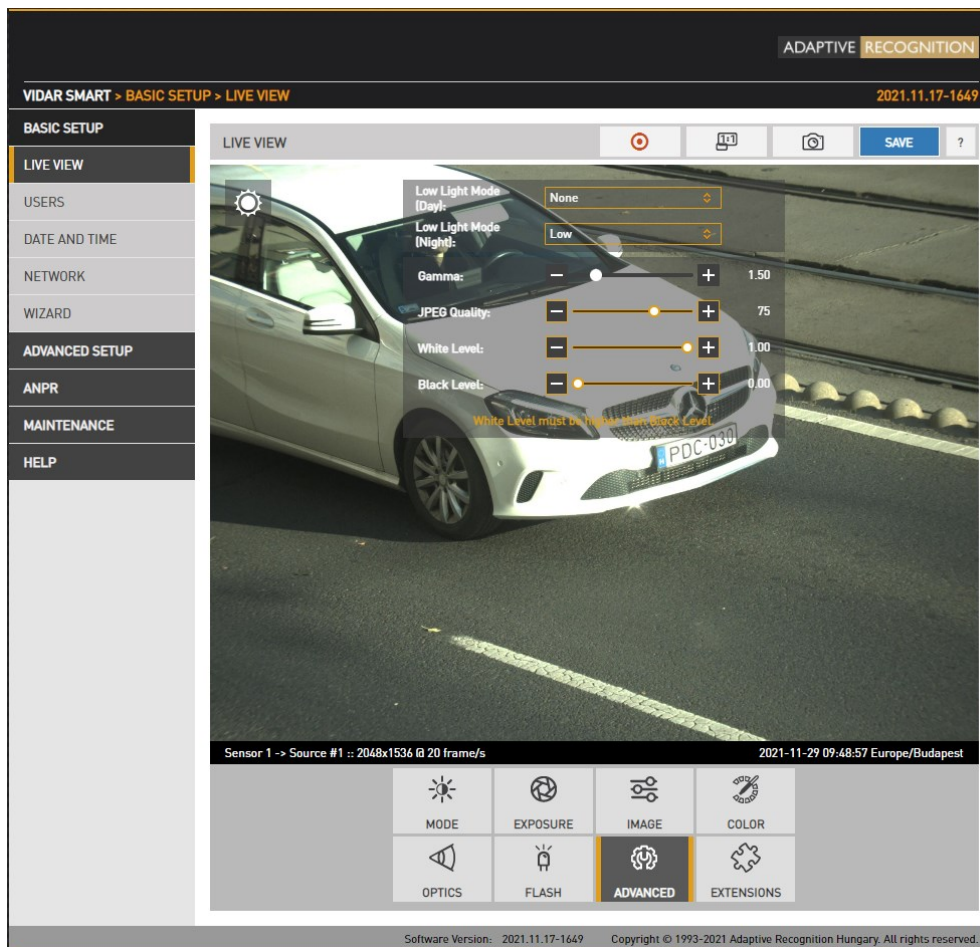 ADAPTIVE RECOGNITION
VIDAR SMART > BASIC SETUP > LIVE VIEW
2021.11.17-1649
BASIC SETUP
LIVE VIEW
USERS
DATE AND TIME
NETWORK
WIZARD
ADVANCED SETUP
ANPR
MAINTENANCE
HELP
LIVE VIEW
1:1
SAVE
?
Low Light Mode
(Day):
None
Low Light Mode
(Night):
Low
Gamma:
1.50
JPEG Quality:
75
White Level:
1.00
Black Level:
0.00
White Level must be higher than Black Level
PDC-030
Sensor 1 -> Source #1 :: 2048x1536 @ 20 frame/s
2021-11-29 09:48:57 Europe/Budapest
MODE
EXPOSURE
IMAGE
COLOR
OPTICS
FLASH
ADVANCED
EXTENSIONS
Software Version: 2021.11.17-1649
Copyright © 1993-2021 Adaptive Recognition Hungary. All rights reserved.